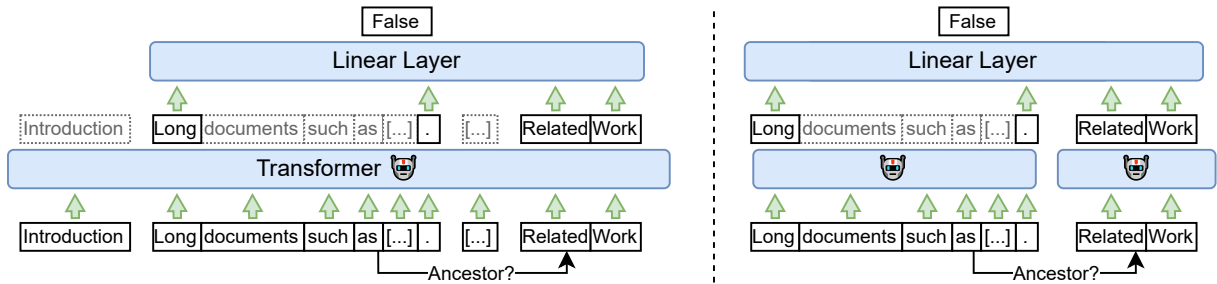 False
Linear Layer
Introduction Long documents such as [...] . [...] Related Work
Transformer
Introduction Long documents such as [...] . [...] Related Work
Ancestor?
False
Linear Layer
Long documents such as [...] . Related Work
Long documents such as [...] . Related Work
Ancestor?